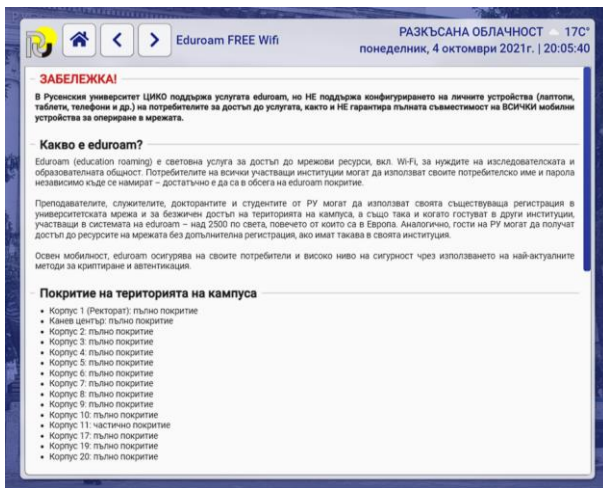 Eduroam FREE Wifi
РАЗКЪСАНА ОБЛАЧНОСТ 17C°
понеделник, 4 октомври 2021г. | 20:05:40
ЗАБЕЛЕЖКА!
В Русенския университет ЦИКО поддържа услугата eduroam, но НЕ поддържа конфигурирането на личните устройства (лаптопи,
таблети, телефони и др.) на потребителите за достъп до услугата, както и НЕ гарантира пълната съвместимост на ВСИЧКИ мобилни
устройства за опериране в мрежата.
Какво е eduroam?
Eduroam (education roaming) е световна услуга за достъп до мрежови ресурси, вкл. Wi-Fi, за нуждите на изследователската и
образователната общност. Потребителите на всички участващи институции могат да използват своите потребителско име и парола
независимо къде се намират – достатъчно е да са в обсега на eduroam покритие.
Преподавателите, служителите, докторантите и студентите от РУ могат да използват своята съществуваща регистрация в
университетската мрежа и за безжичен достъп на територията на кампуса, а също така и когато гостуват в други институции,
участващи в системата на eduroam – над 2500 по света, повечето от които са в Европа. Аналогично, гости на РУ могат да получат
достъп до ресурсите на мрежата без допълнителна регистрация, ако имат такава в своята институция.
Освен мобилност, eduroam осигурява на своите потребители и високо ниво на сигурност чрез използването на най-актуалните
методи за криптиране и автентикация.
Покритие на територията на кампуса
• Корпус 1 (Ректорат): пълно покритие
• Канев център: пълно покритие
• Корпус 2: пълно покритие
• Корпус 3: пълно покритие
• Корпус 4: пълно покритие
• Корпус 5: пълно покритие
• Корпус 6: пълно покритие
• Корпус 7: пълно покритие
• Корпус 8: пълно покритие
• Корпус 9: пълно покритие
• Корпус 10: пълно покритие
• Корпус 11: частично покритие
• Корпус 17: пълно покритие
• Корпус 19: пълно покритие
• Корпус 20: пълно покритие